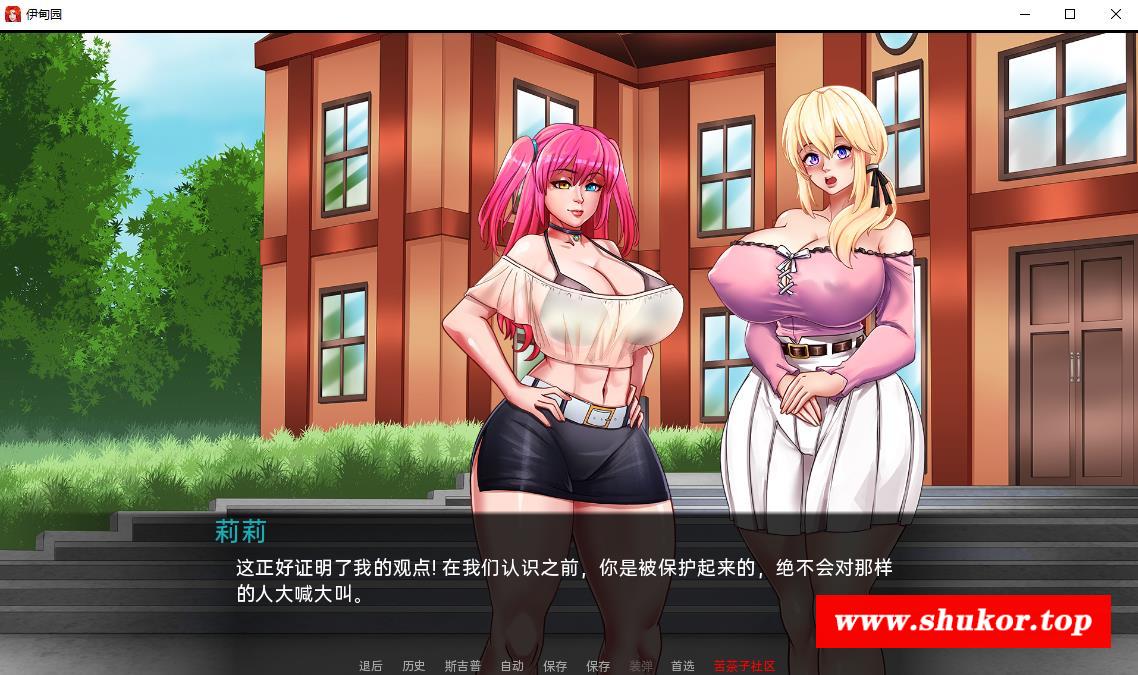 伊甸园
莉莉
这正好证明了我的观点! 在我们认识之前，你是被保护起来的，绝不会对那样
的人大喊大叫。
www.shukor.top
退后 历史 斯吉普 自动 保存 保存 装弹 首选 苦荼子社区